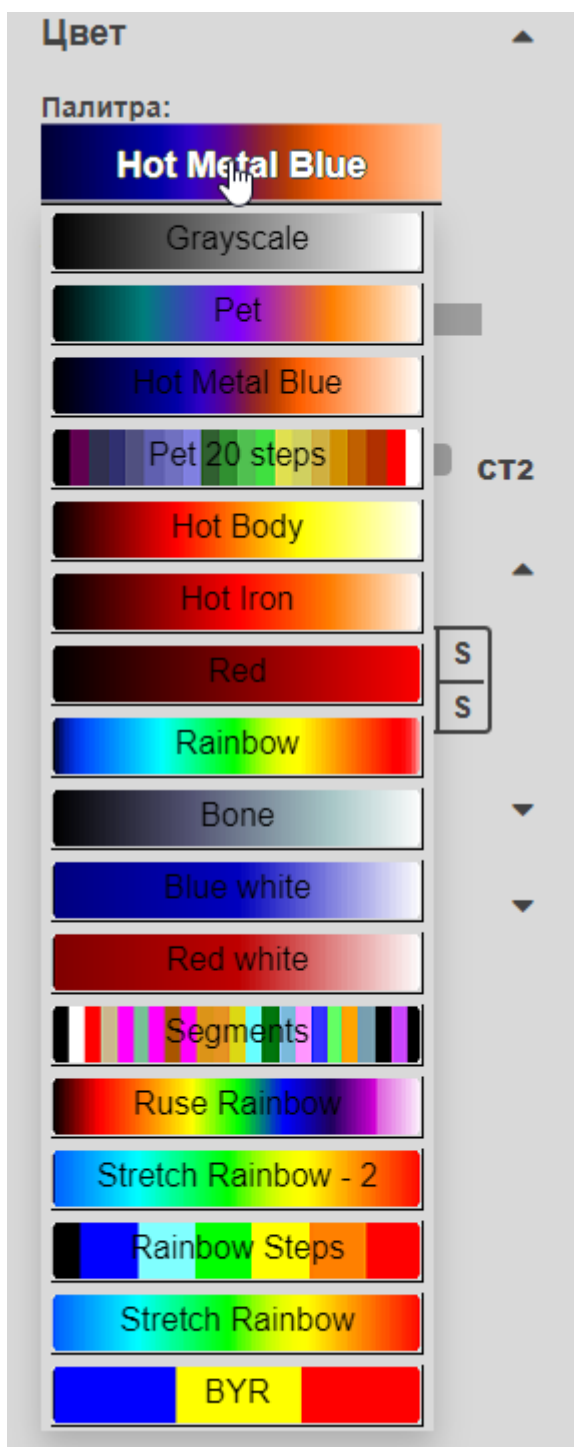 Цвет
Палитра:
Hot Metal Blue
Grayscale
Pet
Hot Metal Blue
Pet 20 steps
СТ2
Hot Body
Hot Iron
Red
S
S
Rainbow
Bone
Blue white
Red white
Segments
Ruse Rainbow
Stretch Rainbow - 2
Rainbow Steps
Stretch Rainbow
BYR